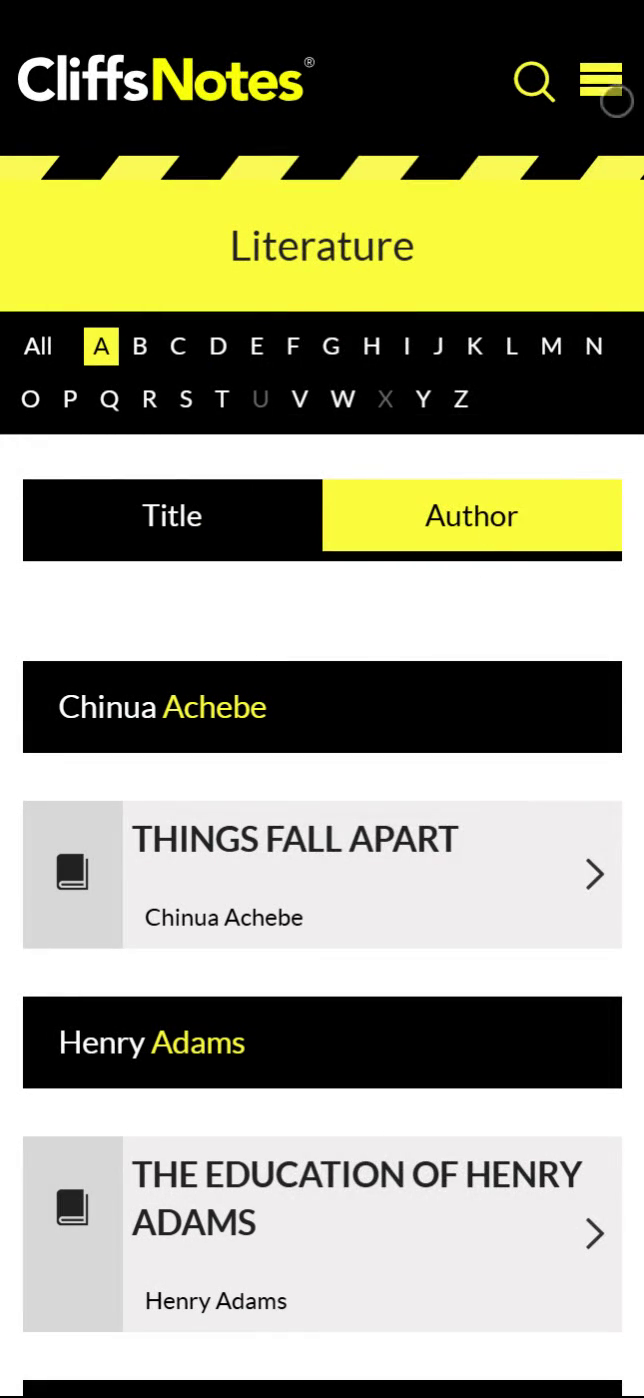 CliffsNotes®
Literature
All A B C D E F G H I J K L M N
O P Q R S T U V W X Y Z
Title Author
Chinua Achebe
THINGS FALL APART
Chinua Achebe
Henry Adams
THE EDUCATION OF HENRY
ADAMS
Henry Adams